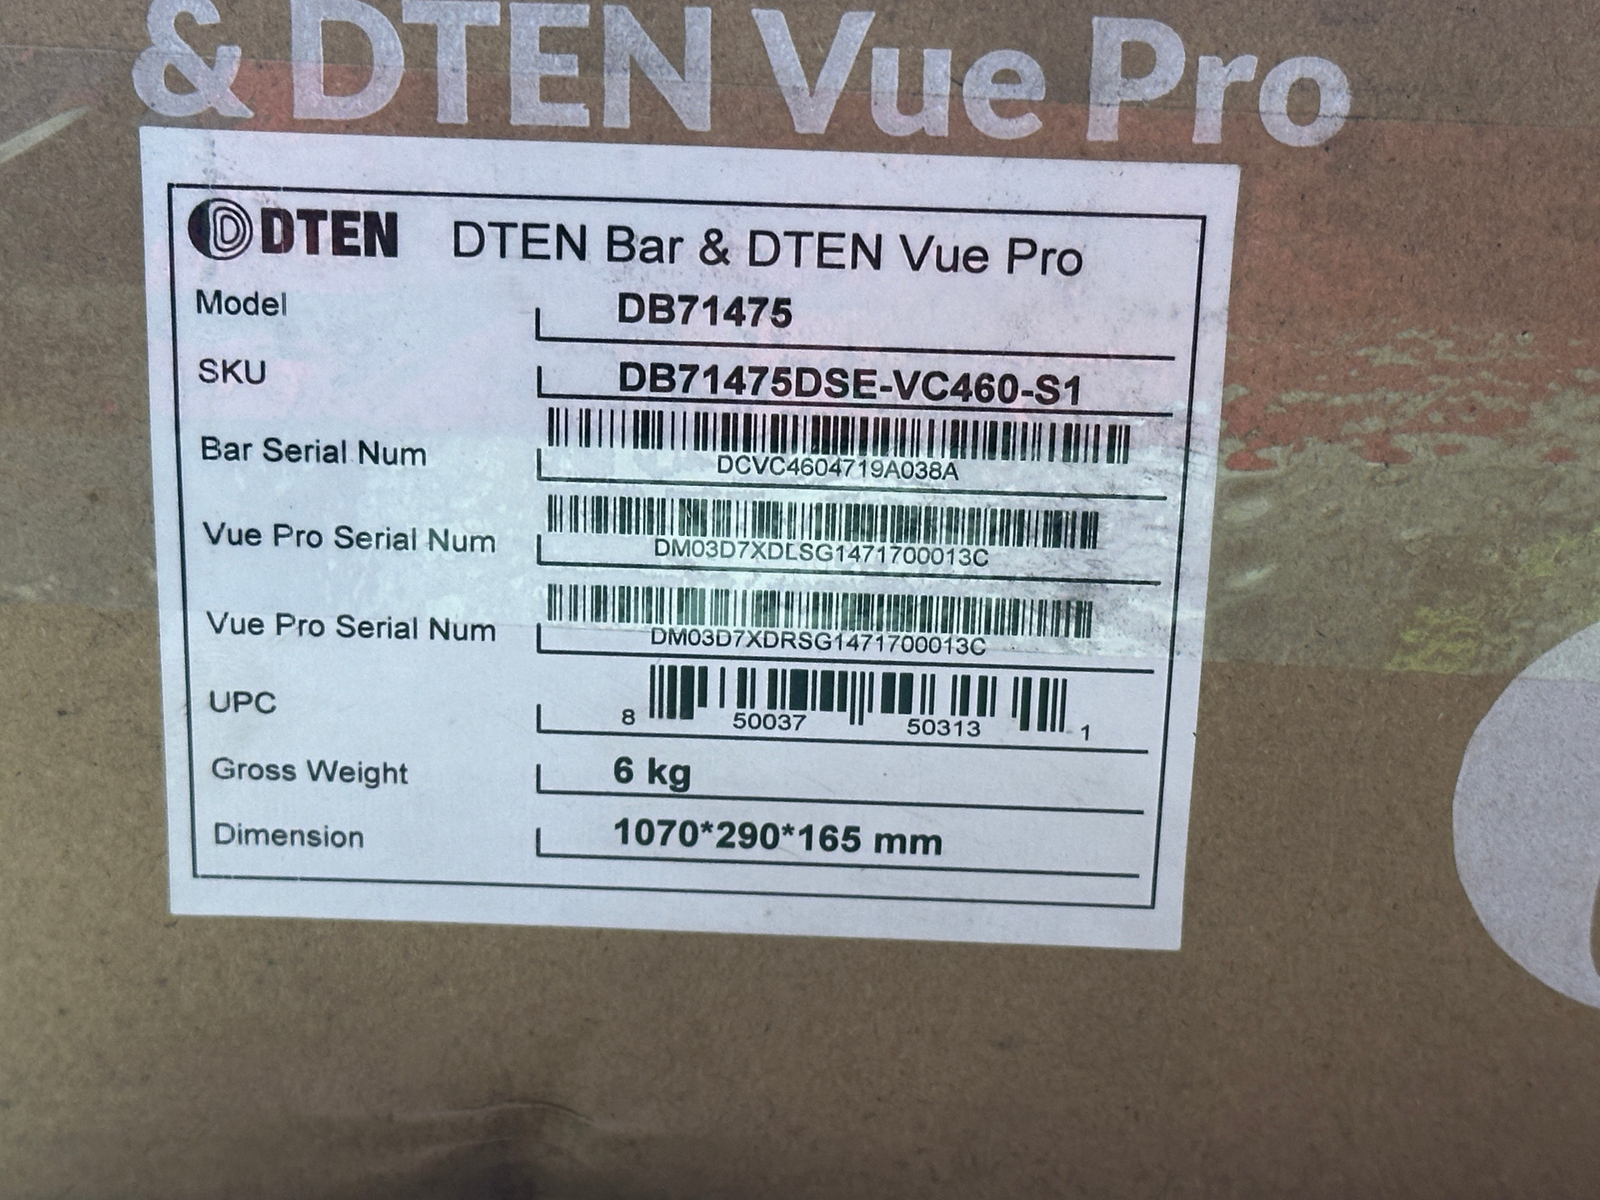 & DTEN Vue Pro
DTEN DTEN Bar & DTEN Vue Pro
Model DB71475
SKU DB71475DSE-VC460-S1
Bar Serial Num DCVC4604719A038A
Vue Pro Serial Num DM03D7XDLSG1471700013C
Vue Pro Serial Num DM03D7XDRSG1471700013C
UPC 8 50037 50313 1
Gross Weight 6 kg
Dimension 1070*290*165 mm